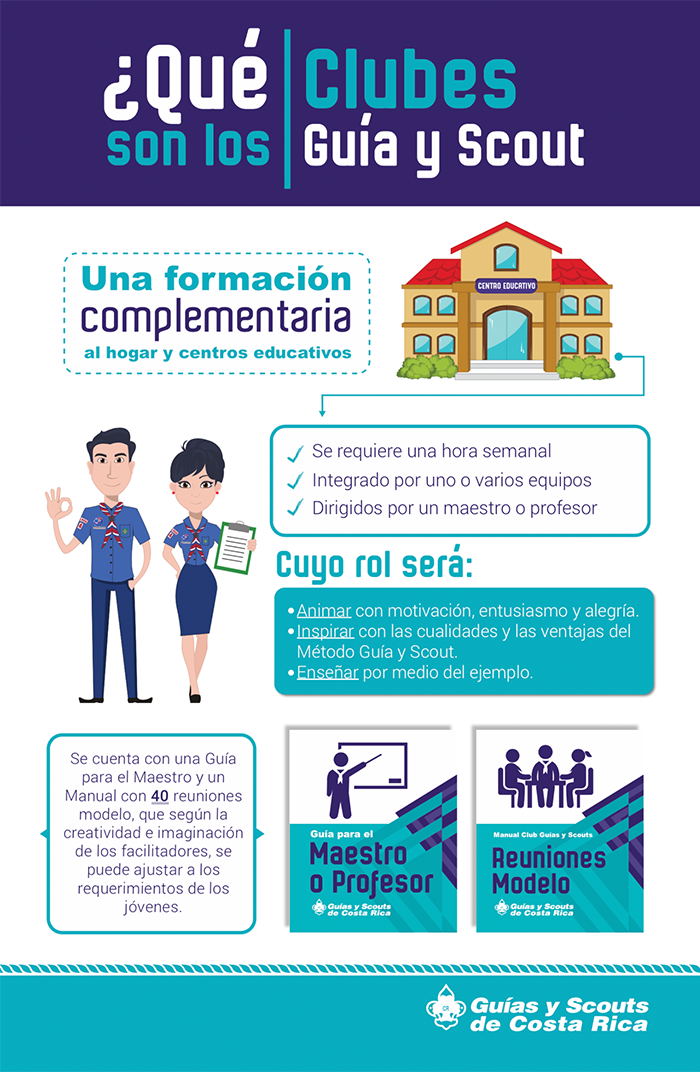 ¿Qué
son los
Clubes
Guía y Scout
Una formación
complementaria
al hogar y centros educativos
CENTRO EDUCATIVO
Se requiere una hora semanal
Integrado por uno o varios equipos
Dirigidos por un maestro o profesor
Cuyo rol será:
•Animar con motivación, entusiasmo y alegría.
•Inspirar con las cualidades y las ventajas del
Método Guía y Scout.
•Enseñar por medio del ejemplo.
Se cuenta con una Guía
para el Maestro y un
Manual con 40 reuniones
modelo, que según la
creatividad e imaginación
de los facilitadores, se
puede ajustar a los
requerimientos de los
jóvenes.
Guía para el
Maestro
o Profesor
Guías y Scouts
de Costa Rica
Manual Club Guías y Scouts
Reuniones
Modelo
Guías y Scouts
de Costa Rica
CR
Guías y Scouts
de Costa Rica